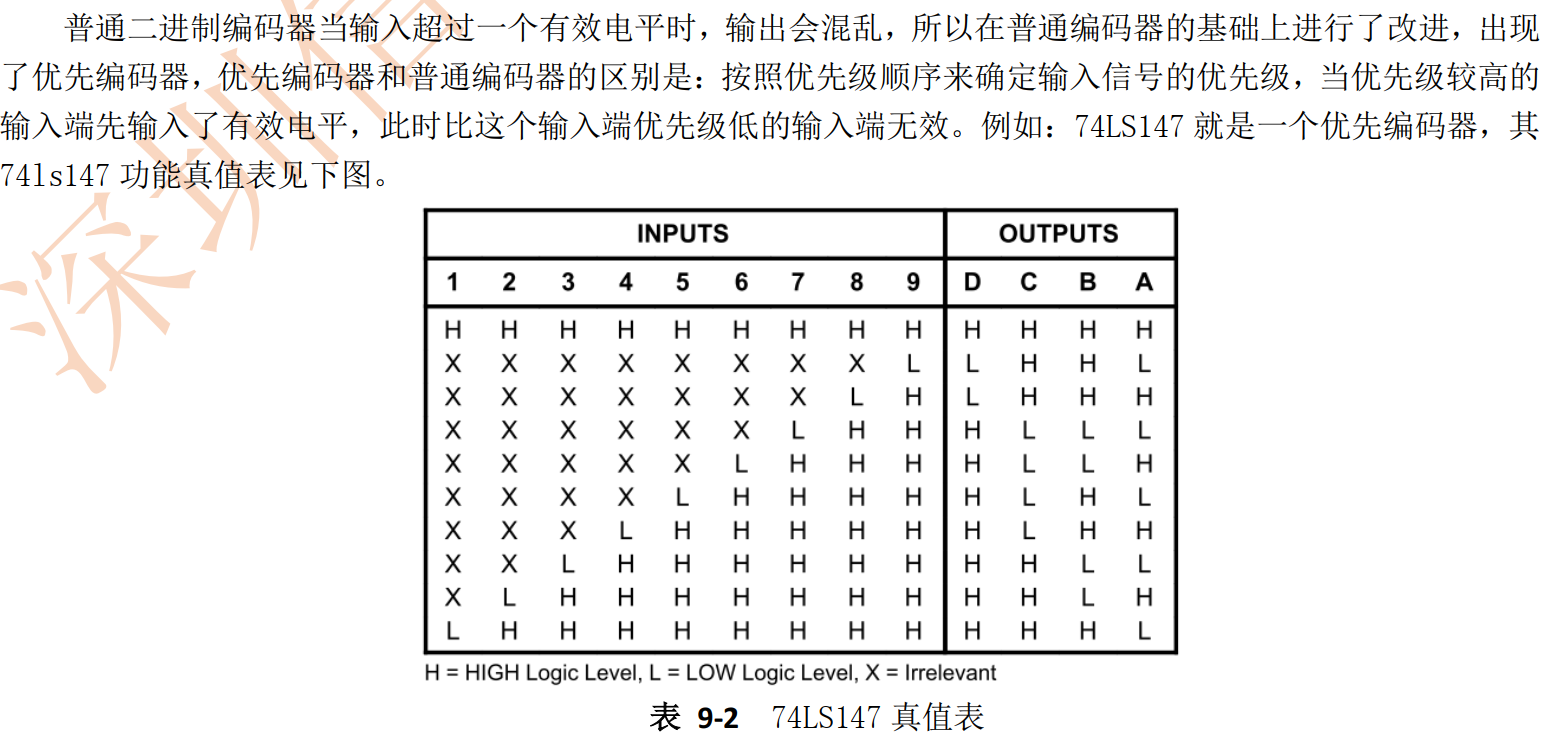 普通二进制编码器当输入超过一个有效电平时，输出会混乱，所以在普通编码器的基础上进行了改进，出现
了优先编码器，优先编码器和普通编码器的区别是：按照优先级顺序来确定输入信号的优先级，当优先级较高的
输入端先输入了有效电平，此时比这个输入端优先级低的输入端无效。例如：74LS147 就是一个优先编码器，其
74ls147 功能真值表见下图。
INPUTS OUTPUTS
1 2 3 4 5 6 7 8 9 D C B A
H H H H H H H H H H H H H
X X X X X X X X L L H H L
X X X X X X X L H L H H H
X X X X X X L H H H L L L
X X X X X L H H H H L L H
X X X X L H H H H H L H L
X X X L H H H H H H L H H
X X L H H H H H H H H L L
X L H H H H H H H H H L H
L H H H H H H H H H H H L
H = HIGH Logic Level, L = LOW Logic Level, X = Irrelevant
表 9-2 74LS147 真值表
深圳信